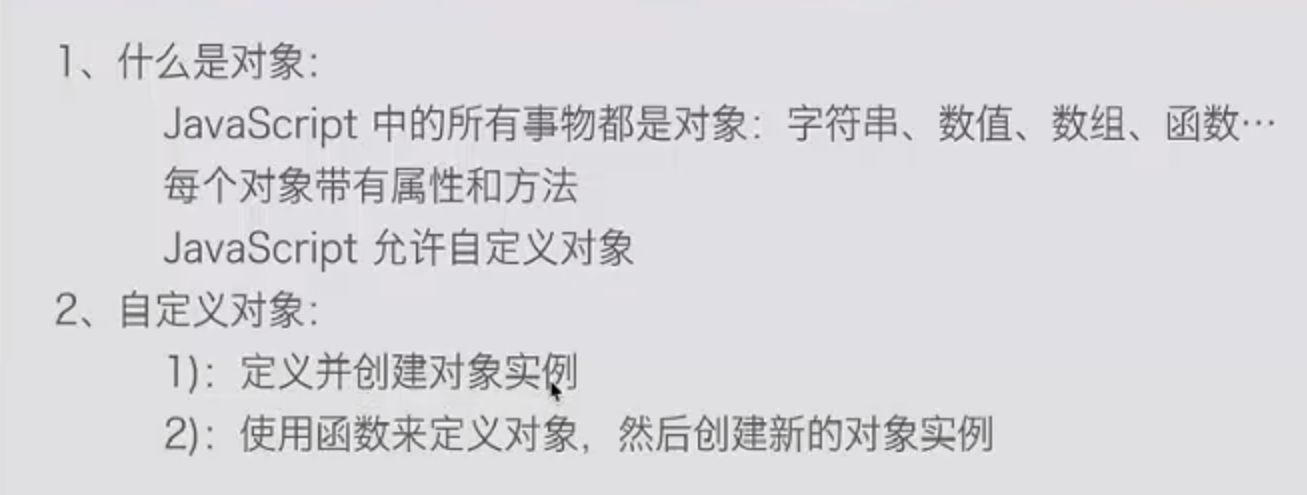 1、什么是对象：
JavaScript 中的所有事物都是对象：字符串、数值、数组、函数…
每个对象带有属性和方法
JavaScript 允许自定义对象
2、自定义对象：
1)：定义并创建对象实例
2)：使用函数来定义对象，然后创建新的对象实例